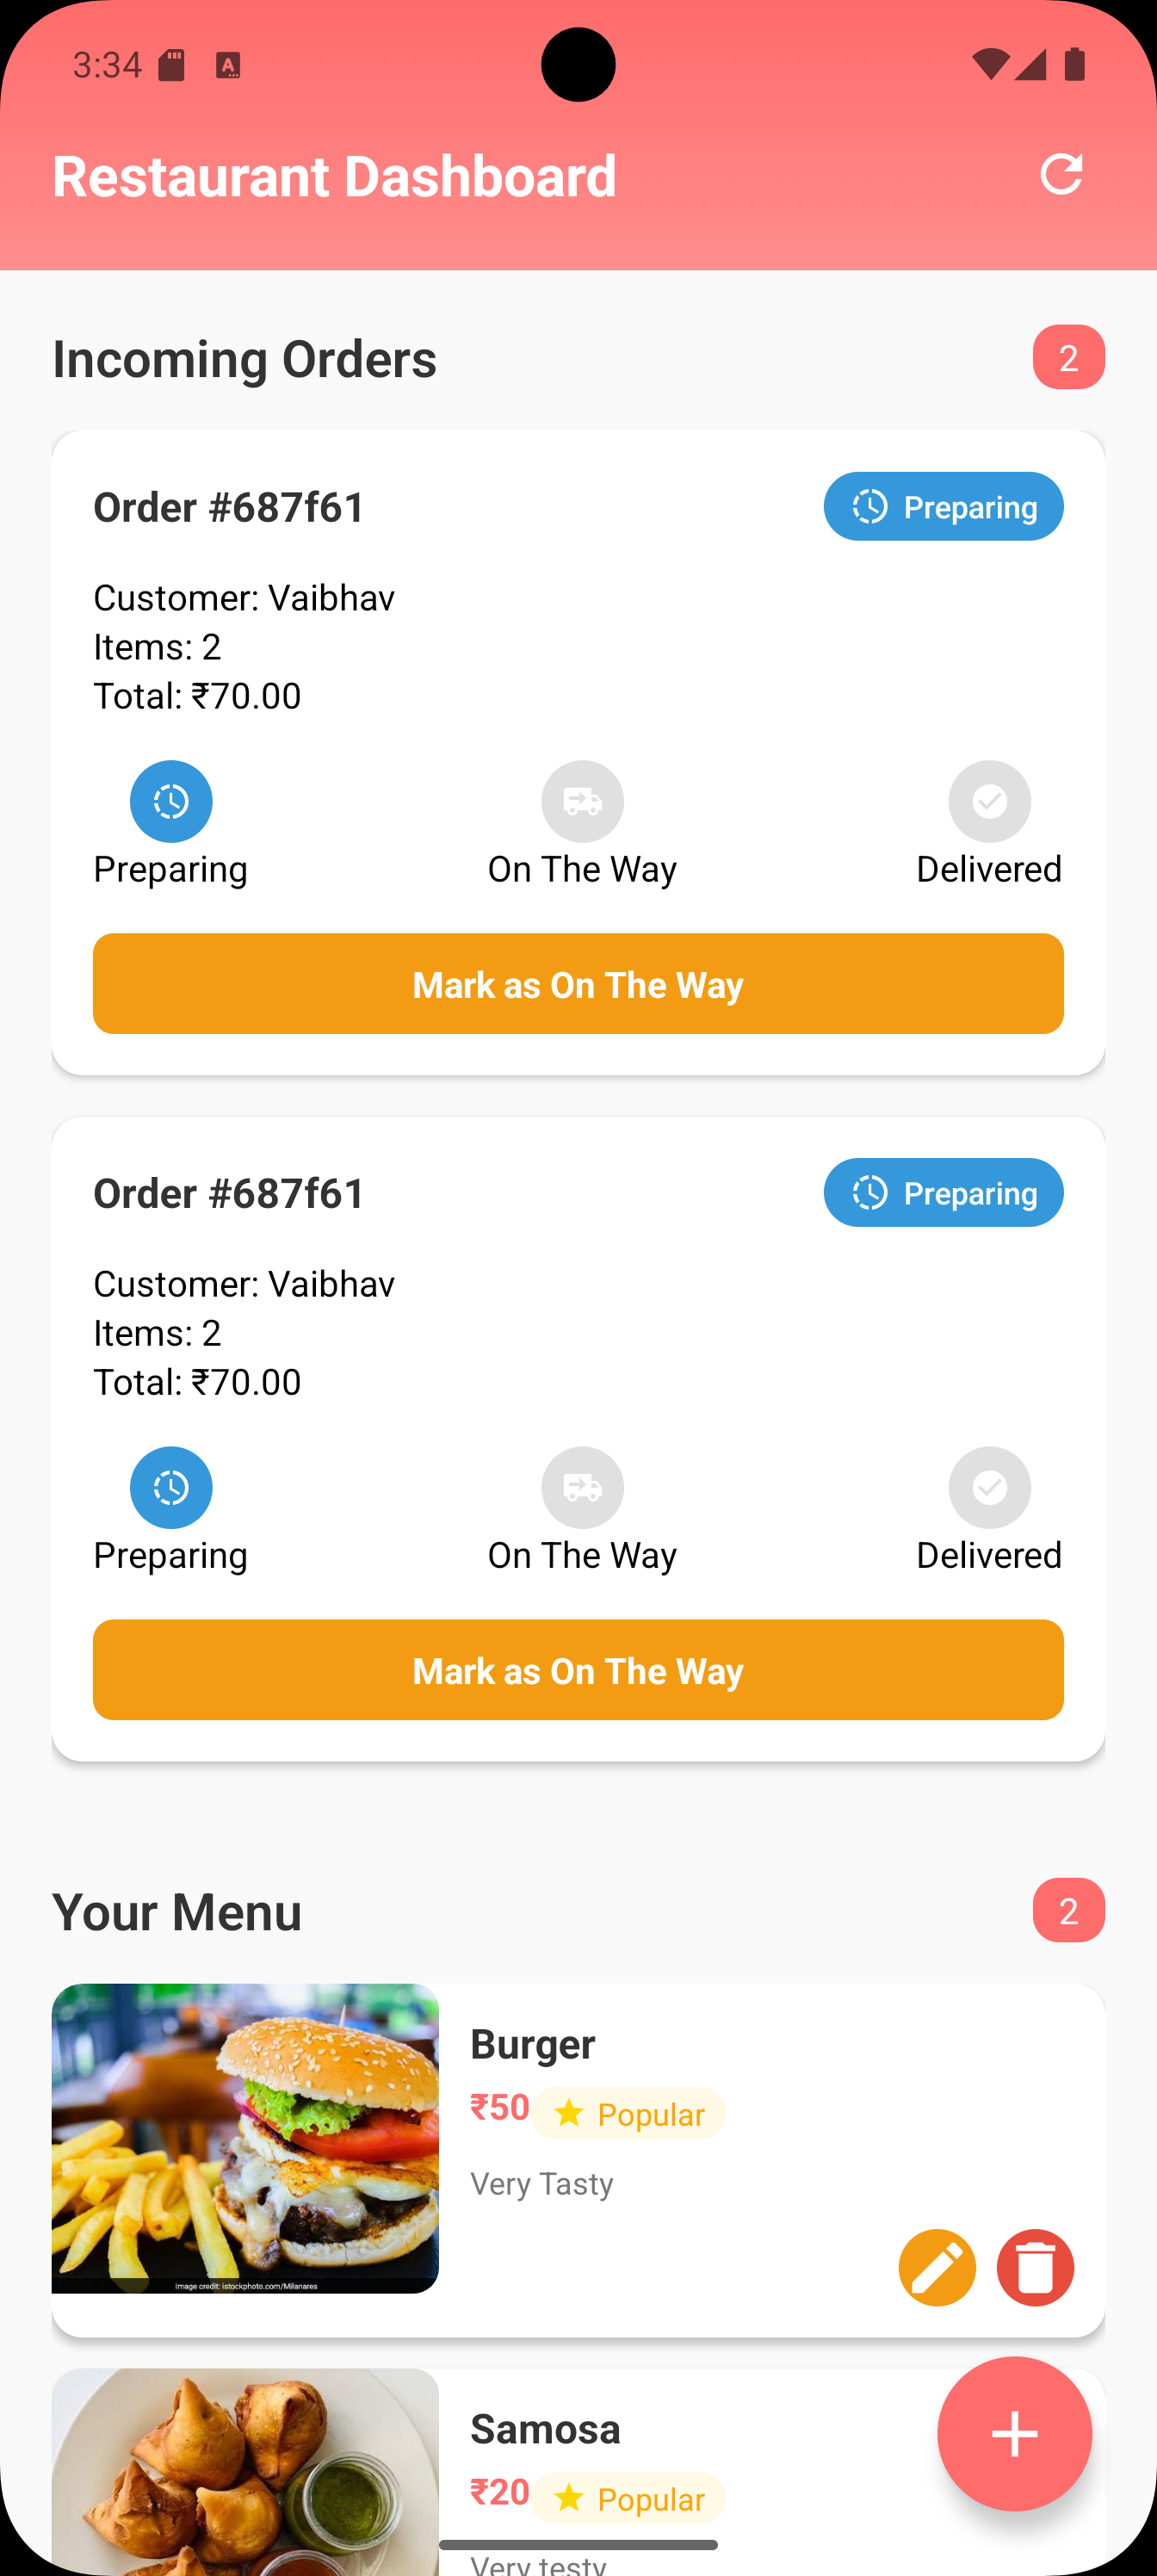 3:34
Restaurant Dashboard
Incoming Orders
2
Order #687f61
Preparing
Customer: Vaibhav
Items: 2
Total: ₹70.00
Preparing
On The Way
Delivered
Mark as On The Way
Order #687f61
Preparing
Customer: Vaibhav
Items: 2
Total: ₹70.00
Preparing
On The Way
Delivered
Mark as On The Way
Your Menu
2
Burger
₹50
Popular
Very Tasty
Image credit: istockphoto.com/Milanares
Samosa
₹20
Popular
Very testy